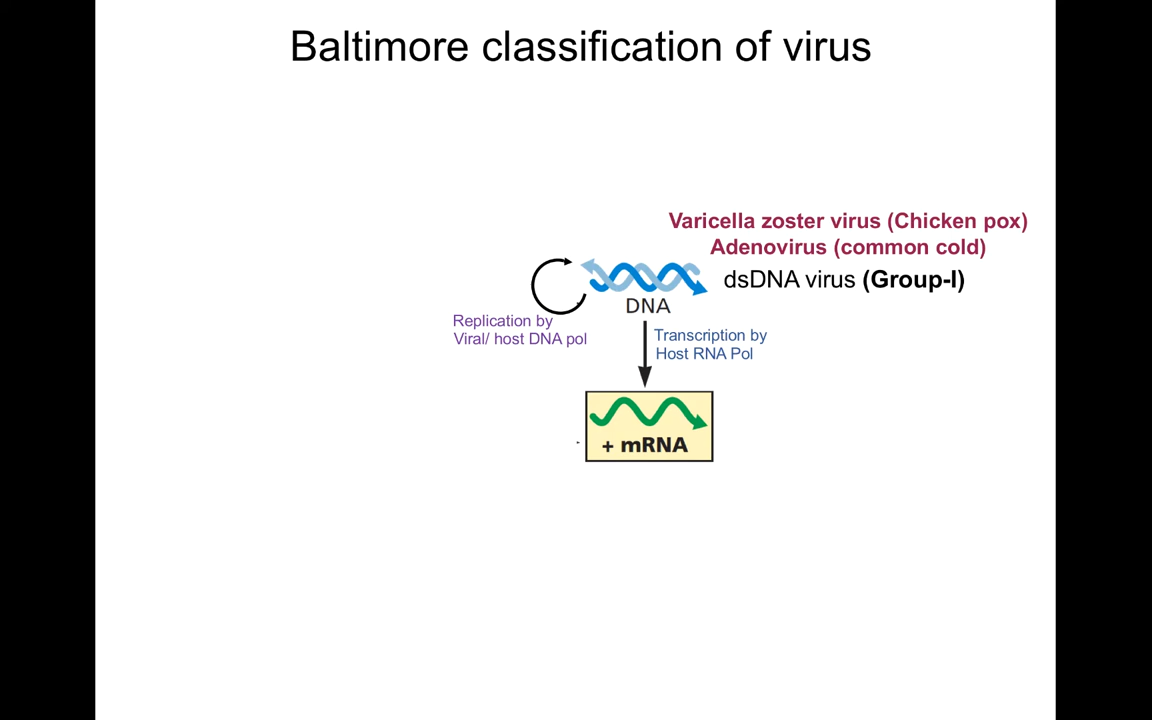 Baltimore classification of virus
Varicella zoster virus (Chicken pox)
Adenovirus (common cold)
dsDNA virus (Group-I)
DNA
Replication by
Viral/ host DNA pol
Transcription by
Host RNA Pol
+ mRNA